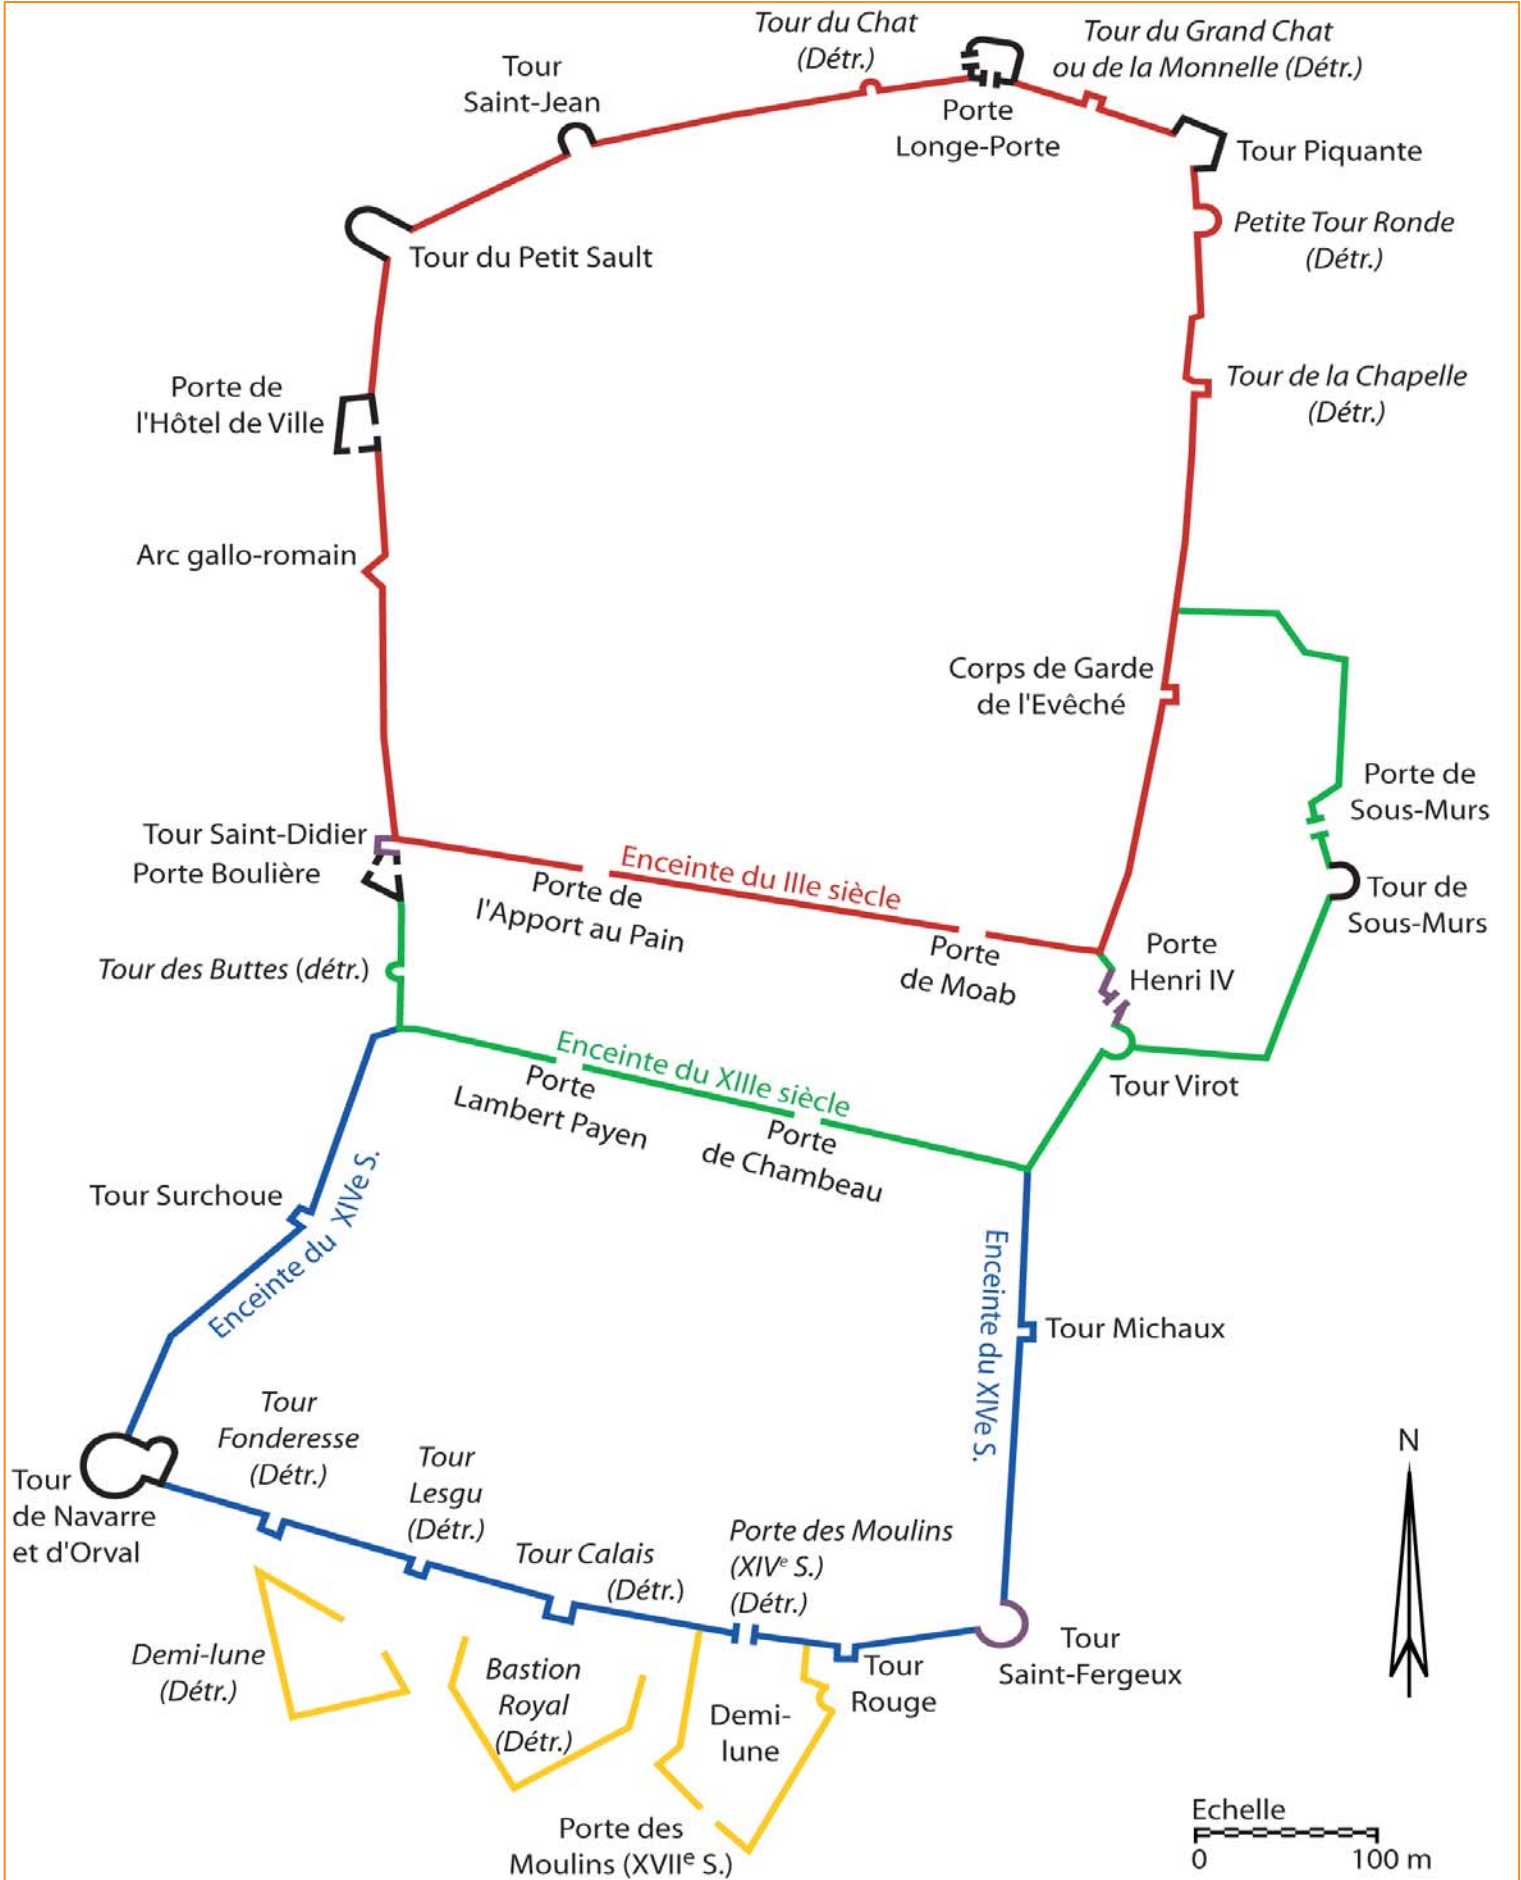 Tour du Chat
(Détr.)
Tour du Grand Chat
ou de la Monnelle (Détr.)
Tour
Saint-Jean
Porte
Longe-Porte
Tour Piquante
Petite Tour Ronde
(Détr.)
Tour du Petit Sault
Porte de
l'Hôtel de Ville
Tour de la Chapelle
(Détr.)
Arc gallo-romain
Corps de Garde
de l'Evêché
Porte de
Sous-Murs
Tour Saint-Didier
Porte Boulière
Enceinte du IIIe siècle
Porte de
l'Apport au Pain
Tour de
Sous-Murs
Porte
de Moab
Porte
Henri IV
Tour des Buttes (détr.)
Enceinte du XIIIe siècle
Porte
Lambert Payen
Porte
de Chambeau
Tour Virot
Tour Surchoue
Enceinte du XIVe S.
Enceinte du XIVe S.
Tour Michaux
Tour
Fonderesse
(Détr.)
Tour
Lesgu
(Détr.)
Tour
de Navarre
et d'Orval
Tour Calais
(Détr.)
Porte des Moulins
(XIVe S.)
(Détr.)
N
Demi-lune
(Détr.)
Bastion
Royal
(Détr.)
Demi-
lune
Tour
Rouge
Tour
Saint-Fergeux
Porte des
Moulins (XVIIe S.)
Echelle
0 100 m